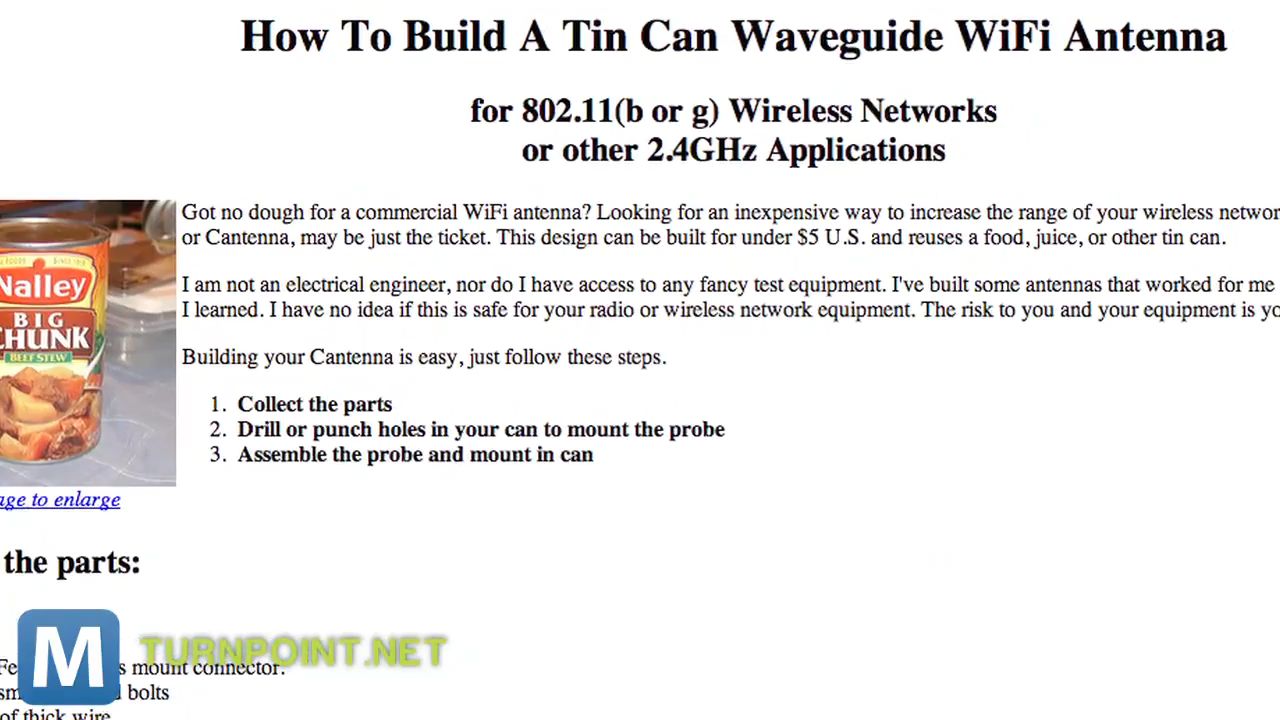 How To Build A Tin Can Waveguide WiFi Antenna
for 802.11(b or g) Wireless Networks
or other 2.4GHz Applications
Got no dough for a commercial WiFi antenna? Looking for an inexpensive way to increase the range of your wireless networ
or Cantenna, may be just the ticket. This design can be built for under $5 U.S. and reuses a food, juice, or other tin can.
I am not an electrical engineer, nor do I have access to any fancy test equipment. I've built some antennas that worked for me
I learned. I have no idea if this is safe for your radio or wireless network equipment. The risk to you and your equipment is yo
Building your Cantenna is easy, just follow these steps.
1. Collect the parts
2. Drill or punch holes in your can to mount the probe
3. Assemble the probe and mount in can
Nalley
BIG
CHUNK
BEEF STEW
age to enlarge
the parts:
M TURNPOINT.NET
Fe s mount connector.
sm bolts
of thick wire